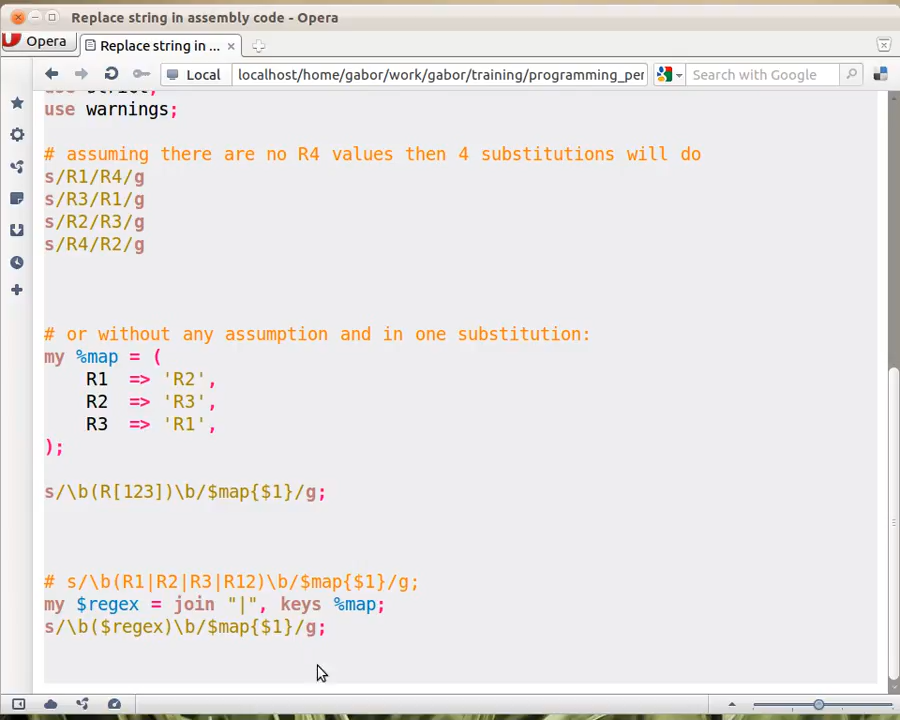 Replace string in assembly code - Opera
Opera
Replace string in ...
Local
localhost/home/gabor/work/gabor/training/programming_per
Search with Google
use strict;
use warnings;
# assuming there are no R4 values then 4 substitutions will do
s/R1/R4/g
s/R3/R1/g
s/R2/R3/g
s/R4/R2/g
# or without any assumption and in one substitution:
my %map = (
R1 => 'R2',
R2 => 'R3',
R3 => 'R1',
);
s/\b(R[123])\b/$map{$1}/g;
# s/\b(R1|R2|R3|R12)\b/$map{$1}/g;
my $regex = join "|", keys %map;
s/\b($regex)\b/$map{$1}/g;